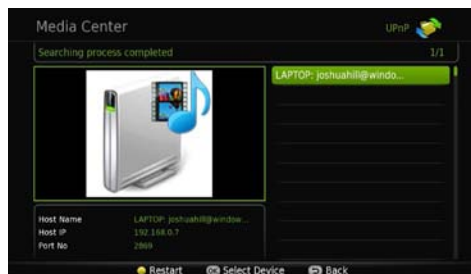 Media Center
UPnP
Searching process completed
1/1
LAPTOP: joshuahill@windo...
Host Name
LAPTOP: joshuahill@window...
Host IP
192.168.0.7
Port No
2869
Restart
OK Select Device
Back